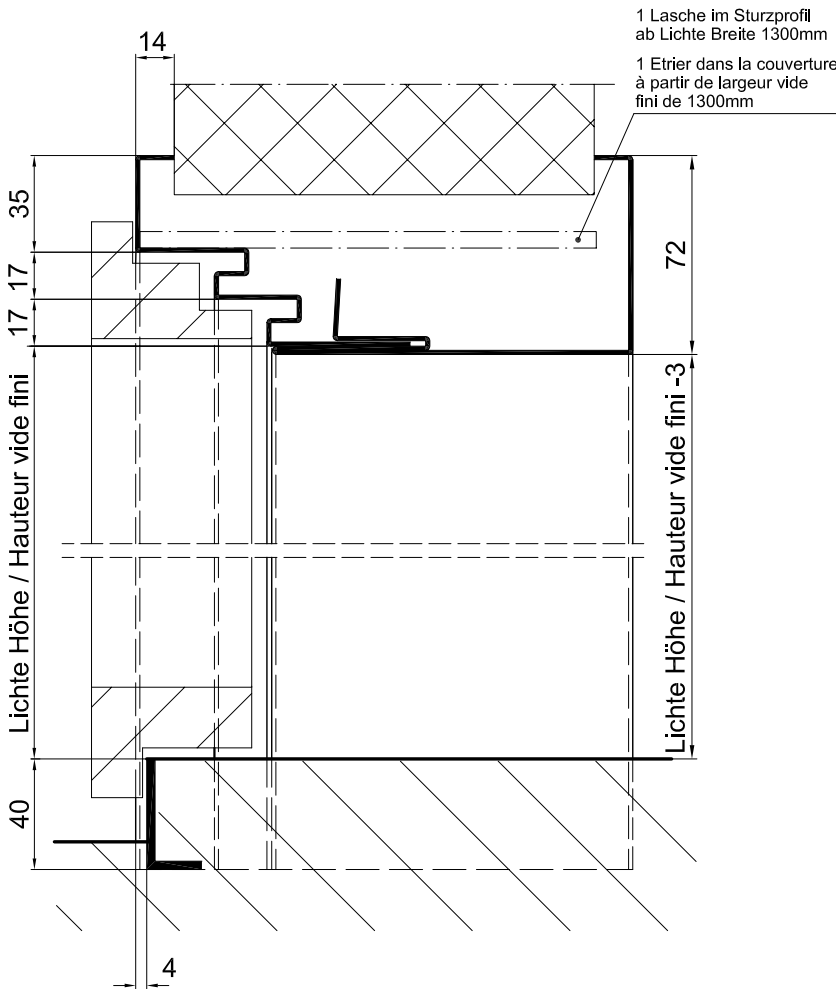 1 Lasche im Sturzprofil
ab Lichte Breite 1300mm
1 Etrier dans la couverture
à partir de largeur vide
fini de 1300mm
14
35
17
17
72
Lichte Höhe / Hauteur vide fini
Lichte Höhe / Hauteur vide fini -3
40
4